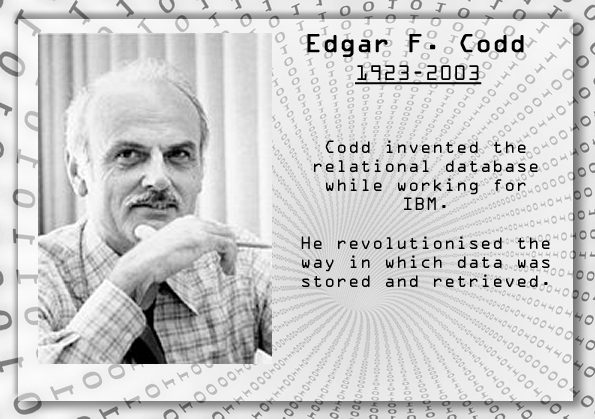 Edgar F. Codd
1923-2003
Codd invented the
relational database
while working for
IBM.
He revolutionised the
way in which data was
stored and retrieved.